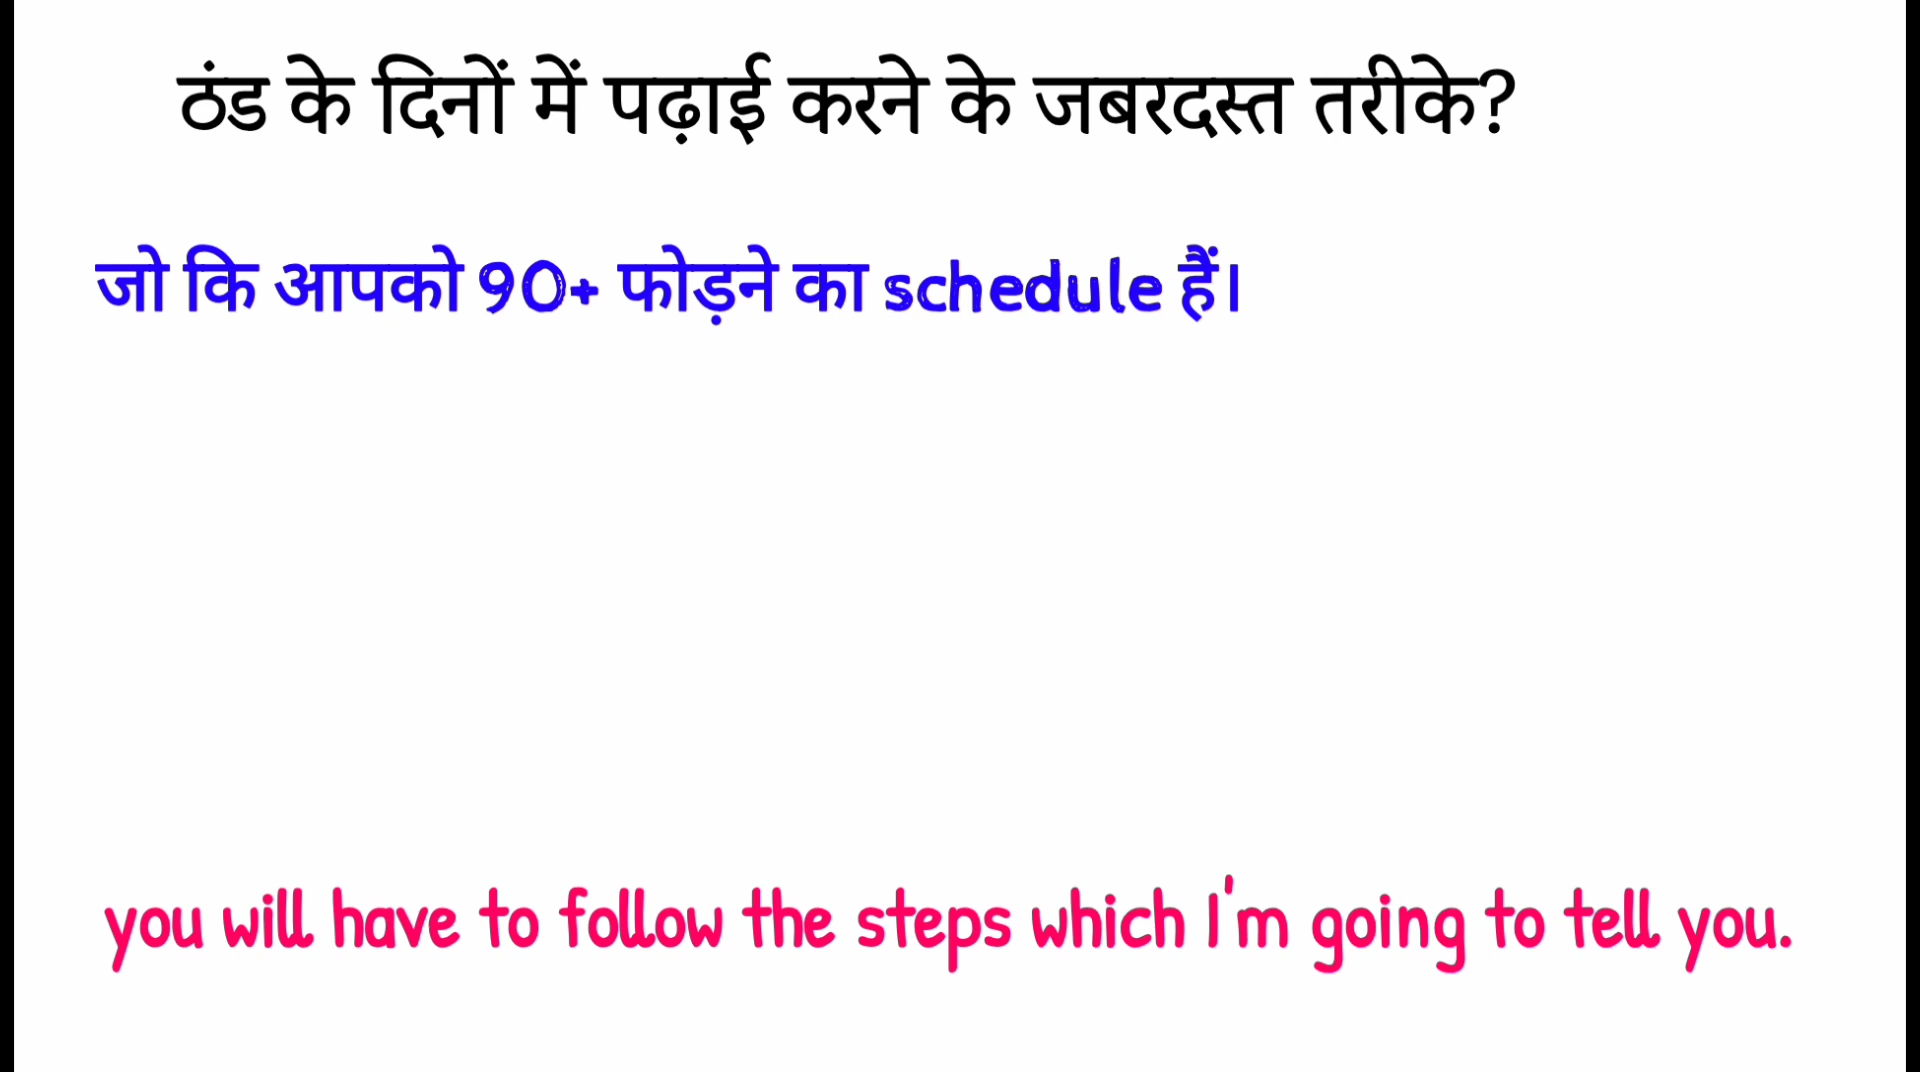 ठंड के दिनों में पढ़ाई करने के जबरदस्त तरीके?
जो कि आपको 90+ फोड़ने का schedule हैं।
you will have to follow the steps which I'm going to tell you.